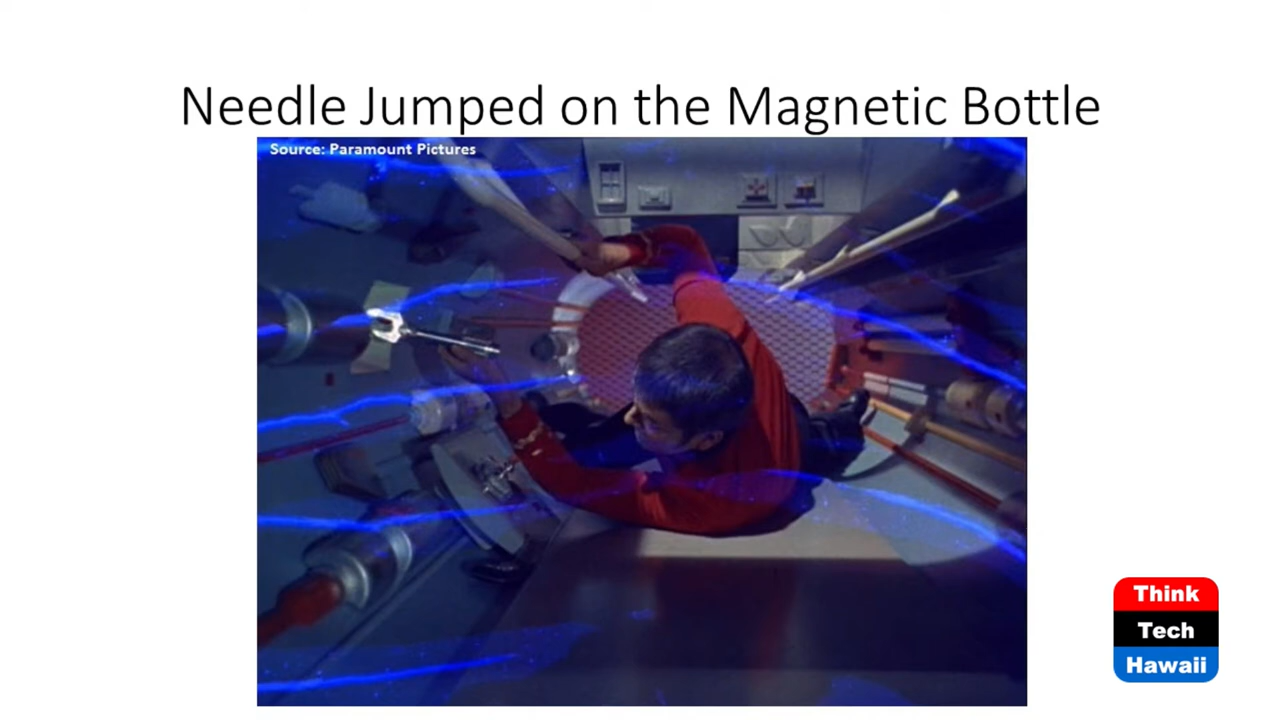 Needle Jumped on the Magnetic Bottle
Source: Paramount Pictures
Think
Tech
Hawaii